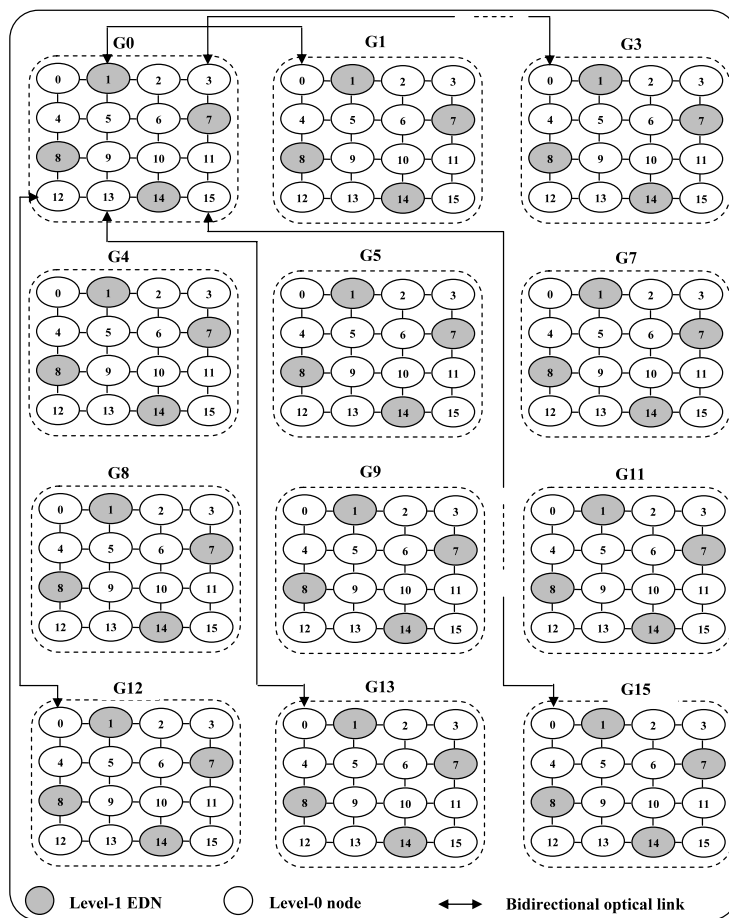 G0 G1 G3
0 1 2 3 0 1 2 3 0 1 2 3
4 5 6 7 4 5 6 7 4 5 6 7
8 9 10 11 8 9 10 11 8 9 10 11
12 13 14 15 12 13 14 15 12 13 14 15
G4 G5 G7
0 1 2 3 0 1 2 3 0 1 2 3
4 5 6 7 4 5 6 7 4 5 6 7
8 9 10 11 8 9 10 11 8 9 10 11
12 13 14 15 12 13 14 15 12 13 14 15
G8 G9 G11
0 1 2 3 0 1 2 3 0 1 2 3
4 5 6 7 4 5 6 7 4 5 6 7
8 9 10 11 8 9 10 11 8 9 10 11
12 13 14 15 12 13 14 15 12 13 14 15
G12 G13 G15
0 1 2 3 0 1 2 3 0 1 2 3
4 5 6 7 4 5 6 7 4 5 6 7
8 9 10 11 8 9 10 11 8 9 10 11
12 13 14 15 12 13 14 15 12 13 14 15
Level-1 EDN Level-0 node Bidirectional optical link